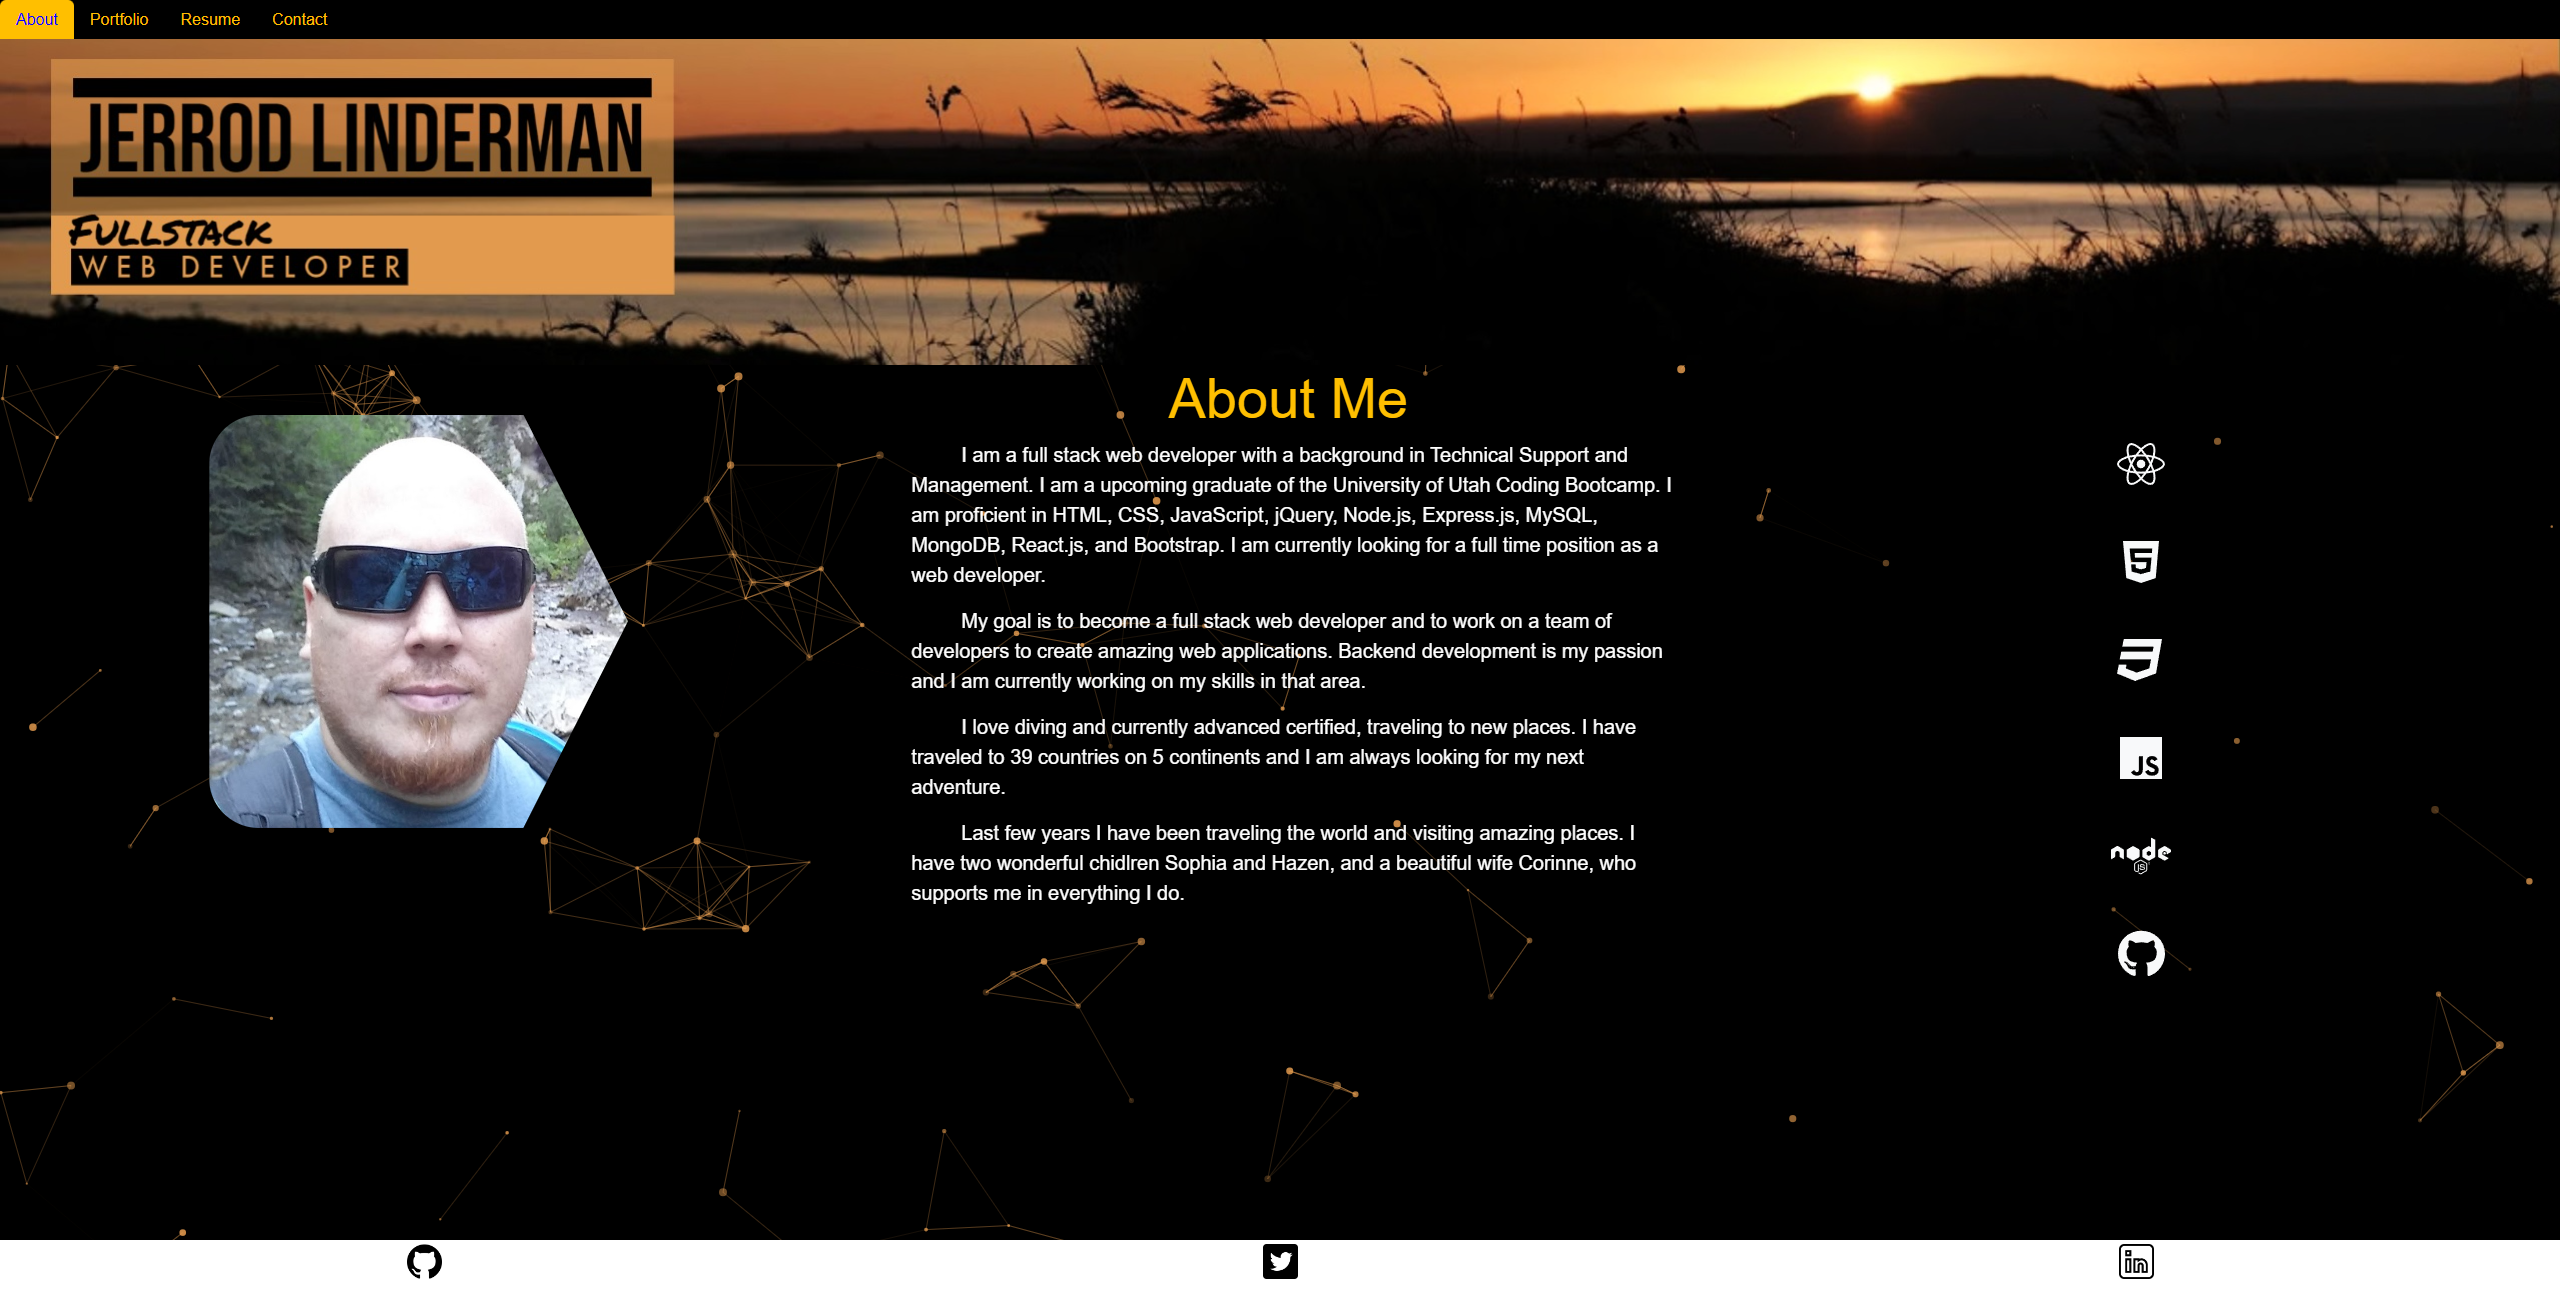 About Portfolio Resume Contact
JERROD LINDERMAN
FULLSTACK
WEB DEVELOPER
About Me
I am a full stack web developer with a background in Technical Support and
Management. I am a upcoming graduate of the University of Utah Coding Bootcamp. I
am proficient in HTML, CSS, JavaScript, jQuery, Node.js, Express.js, MySQL,
MongoDB, React.js, and Bootstrap. I am currently looking for a full time position as a
web developer.
My goal is to become a full stack web developer and to work on a team of
developers to create amazing web applications. Backend development is my passion
and I am currently working on my skills in that area.
I love diving and currently advanced certified, traveling to new places. I have
traveled to 39 countries on 5 continents and I am always looking for my next
adventure.
Last few years I have been traveling the world and visiting amazing places. I
have two wonderful chidlren Sophia and Hazen, and a beautiful wife Corinne, who
supports me in everything I do.
5
3
JS
node
JS
in